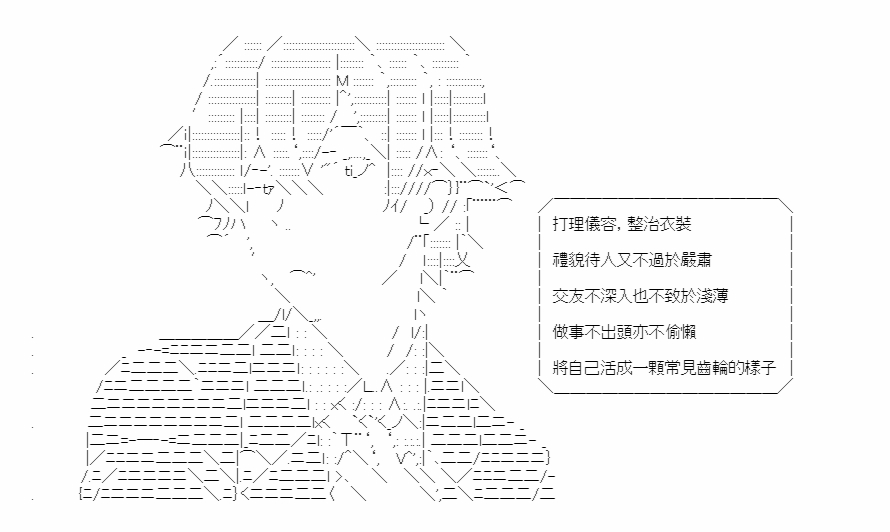 打理儀容, 整治衣裝
禮貌待人又不過於嚴肅
交友不深入也不致於淺薄
做事不出頭亦不偷懶
將自己活成一顆常見齒輪的樣子